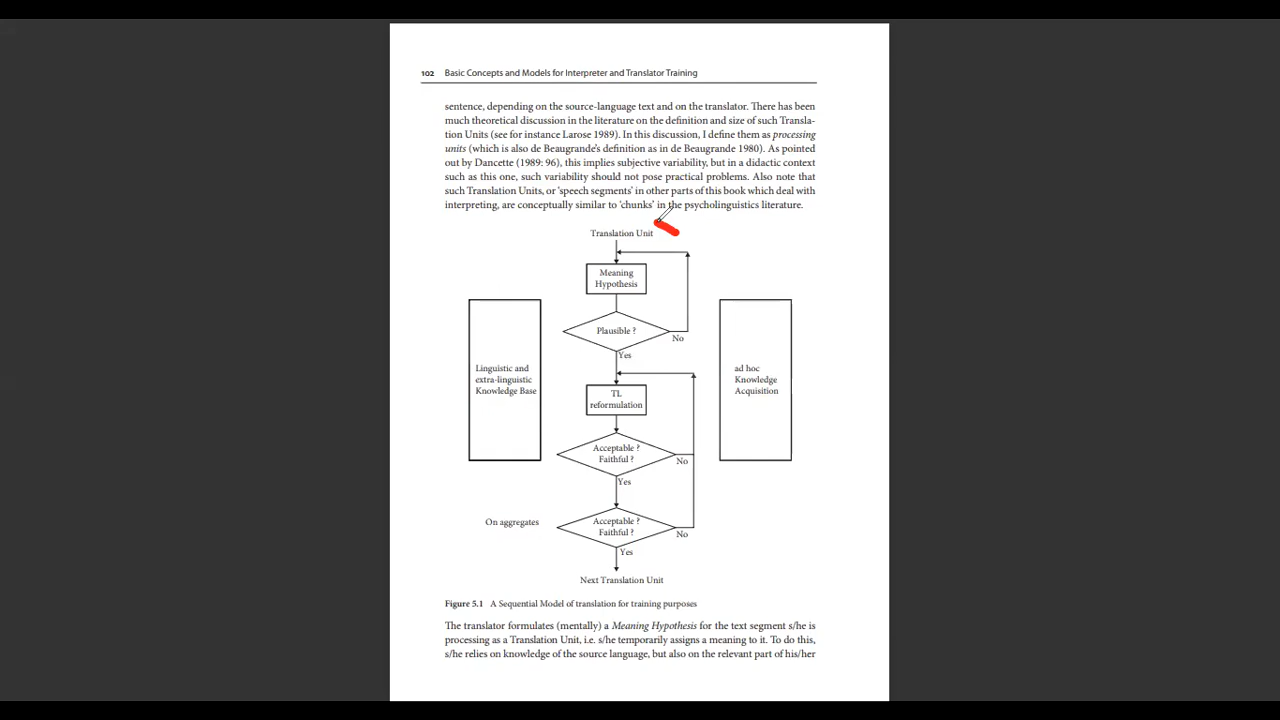 102 Basic Concepts and Models for Interpreter and Translator Training
sentence, depending on the source-language text and on the translator. There has been
much theoretical discussion in the literature on the definition and size of such Transla-
tion Units (see for instance Larose 1989). In this discussion, I define them as processing
units (which is also de Beaugrande's definition as in de Beaugrande 1980). As pointed
out by Dancette (1989: 96), this implies subjective variability, but in a didactic context
such as this one, such variability should not pose practical problems. Also note that
such Translation Units, or 'speech segments' in other parts of this book which deal with
interpreting, are conceptually similar to 'chunks' in the psycholinguistics literature.
Translation Unit
Meaning
Hypothesis
Plausible ?
No
Yes
Linguistic and
extra-linguistic
Knowledge Base
ad hoc
Knowledge
Acquisition
TL
reformulation
Acceptable ?
Faithful ?
No
Yes
On aggregates
Acceptable ?
Faithful ?
No
Yes
Next Translation Unit
Figure 5.1 A Sequential Model of translation for training purposes
The translator formulates (mentally) a Meaning Hypothesis for the text segment s/he is
processing as a Translation Unit, i.e. s/he temporarily assigns a meaning to it. To do this,
s/he relies on knowledge of the source language, but also on the relevant part of his/her